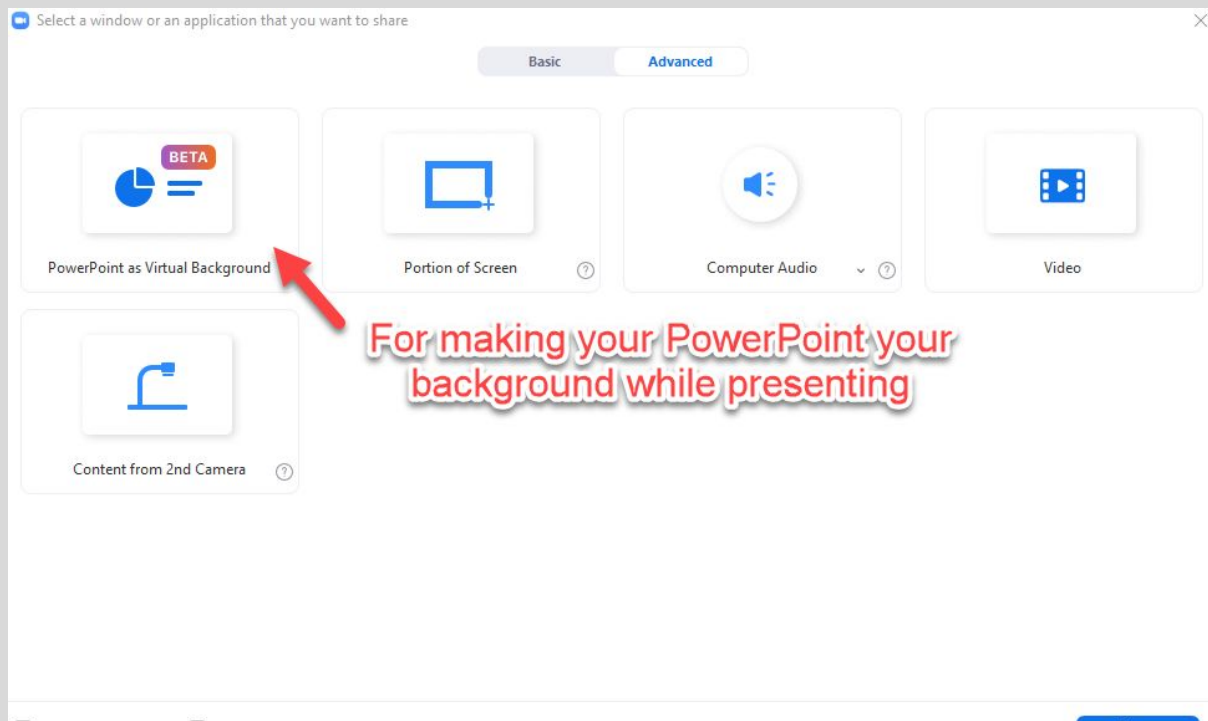 Select a window or an application that you want to share
Basic
Advanced
BETA
PowerPoint as Virtual Background
Portion of Screen
?
Computer Audio
?
Video
For making your PowerPoint your
background while presenting
Content from 2nd Camera
?